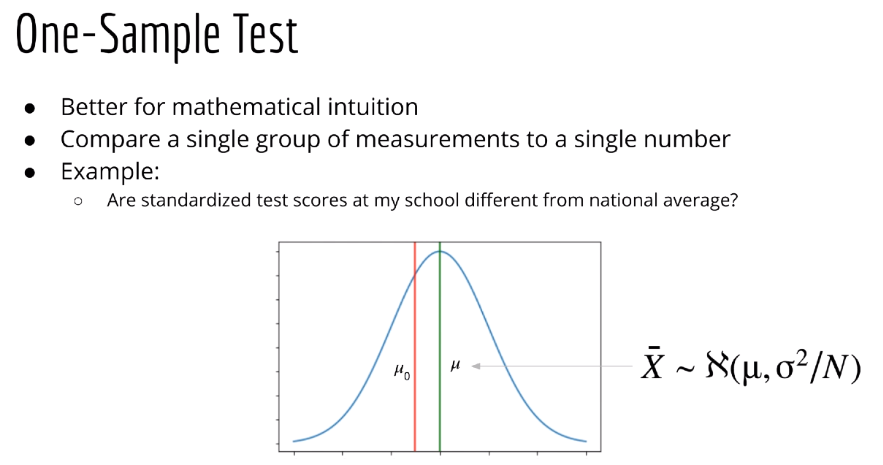 One-Sample Test
● Better for mathematical intuition
● Compare a single group of measurements to a single number
● Example:
○ Are standardized test scores at my school different from national average?
μ₀
μ
X̄ ~ ℵ(μ, σ²/N)